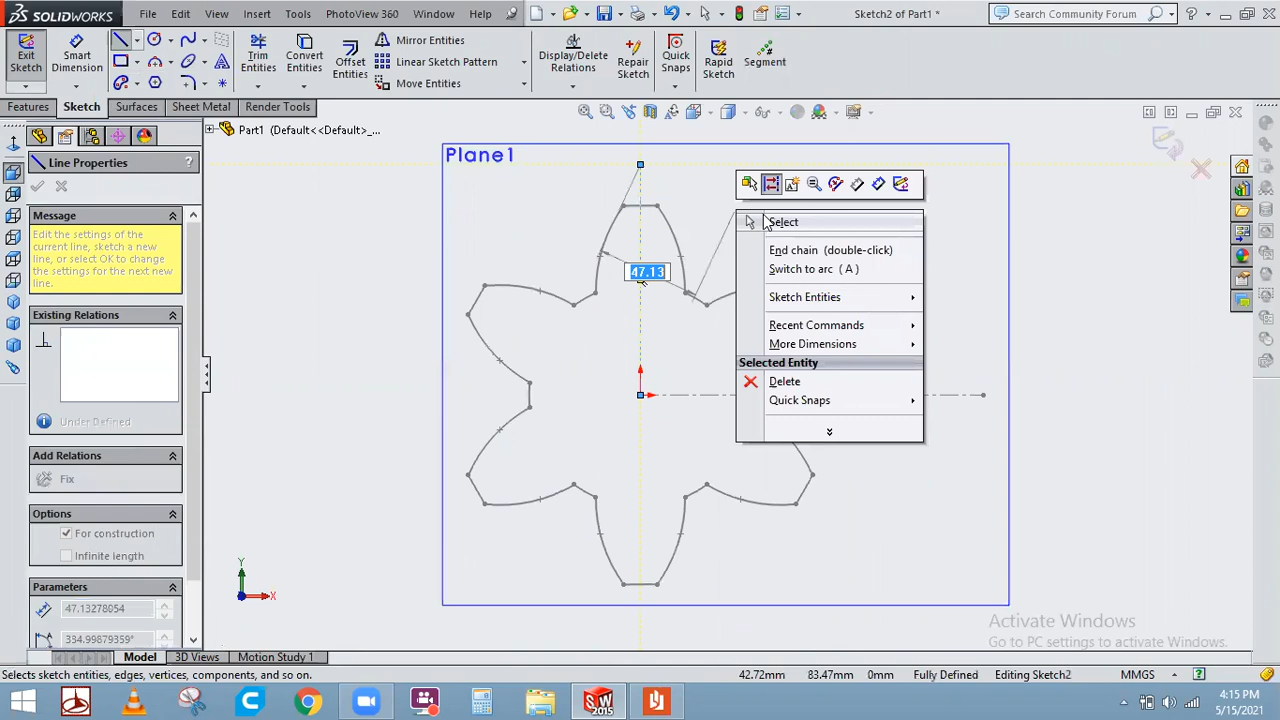 SOLIDWORKS
File
Edit
View
Insert
Tools
PhotoView 360
Window
Help
Sketch2 of Part1 *
Search Community Forum
Exit
Sketch
Smart
Dimension
Trim
Entities
Convert
Entities
Offset
Entities
Mirror Entities
Linear Sketch Pattern
Move Entities
Display/Delete
Relations
Repair
Sketch
Quick
Snaps
Rapid
Sketch
Segment
Features
Sketch
Surfaces
Sheet Metal
Render Tools
Part1 (Default<<Default>_...
Line Properties
?
Message
Edit the settings of the
current line, sketch a new
line, or select OK to change
the settings for the next new
line.
Existing Relations
Under Defined
Add Relations
Fix
Options
For construction
Infinite length
Parameters
47.13278054
334.99879359°
Plane1
47.13
Select
End chain (double-click)
Switch to arc ( A )
Sketch Entities
Recent Commands
More Dimensions
Selected Entity
Delete
Quick Snaps
Y
X
Activate Windows
Go to PC settings to activate Windows.
Model
3D Views
Motion Study 1
Selects sketch entities, edges, vertices, components, and so on.
42.72mm
83.47mm
0mm
Fully Defined
Editing Sketch2
MMGS
SW
2015
4:15 PM
5/15/2021